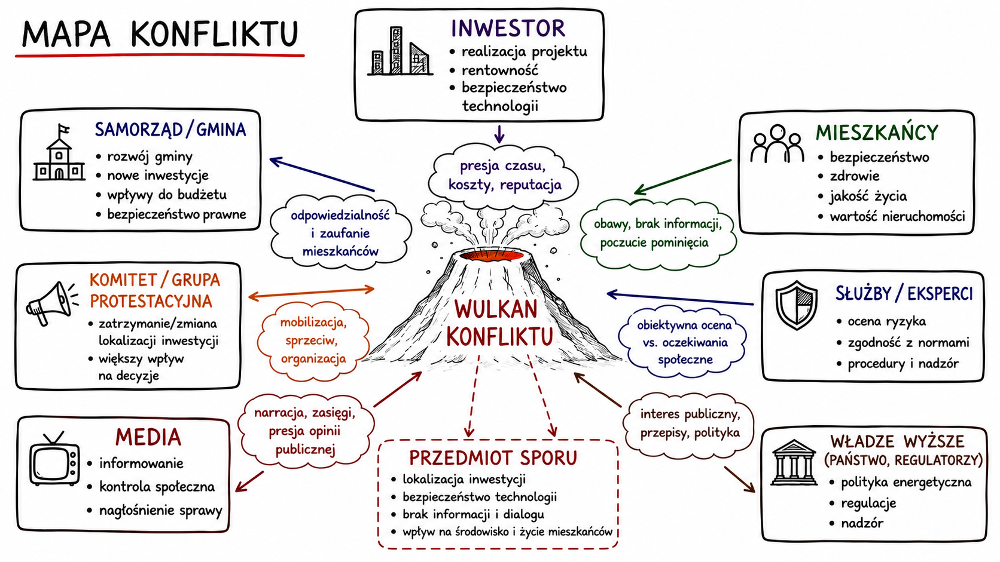 MAPA KONFLIKTU
INWESTOR
• realizacja projektu
• rentowność
• bezpieczeństwo
technologii
SAMORZĄD / GMINA
• rozwój gminy
• nowe inwestycje
• wpływy do budżetu
• bezpieczeństwo prawne
MIESZKAŃCY
• bezpieczeństwo
• zdrowie
• jakość życia
• wartość nieruchomości
presja czasu,
koszty, reputacja
odpowiedzialność
i zaufanie
mieszkańców
obawy, brak informacji,
poczucie pominięcia
KOMITET / GRUPA
PROTESTACYJNA
• zatrzymanie/zmiana
lokalizacji inwestycji
• większy wpływ
na decyzje
mobilizacja,
sprzeciw,
organizacja
WULKAN
KONFLIKTU
obiektywna ocena
vs. oczekiwania
społeczne
SŁUŻBY / EKSPERCI
• ocena ryzyka
• zgodność z normami
• procedury i nadzór
MEDIA
• informowanie
• kontrola społeczna
• nagłośnienie sprawy
narracja, zasięgi,
presja opinii
publicznej
PRZEDMIOT SPORU
• lokalizacja inwestycji
• bezpieczeństwo technologii
• brak informacji i dialogu
• wpływ na środowisko i życie mieszkańców
interes publiczny,
przepisy, polityka
WŁADZE WYŻSZE
(PAŃSTWO, REGULATORZY)
• polityka energetyczna
• regulacje
• nadzór